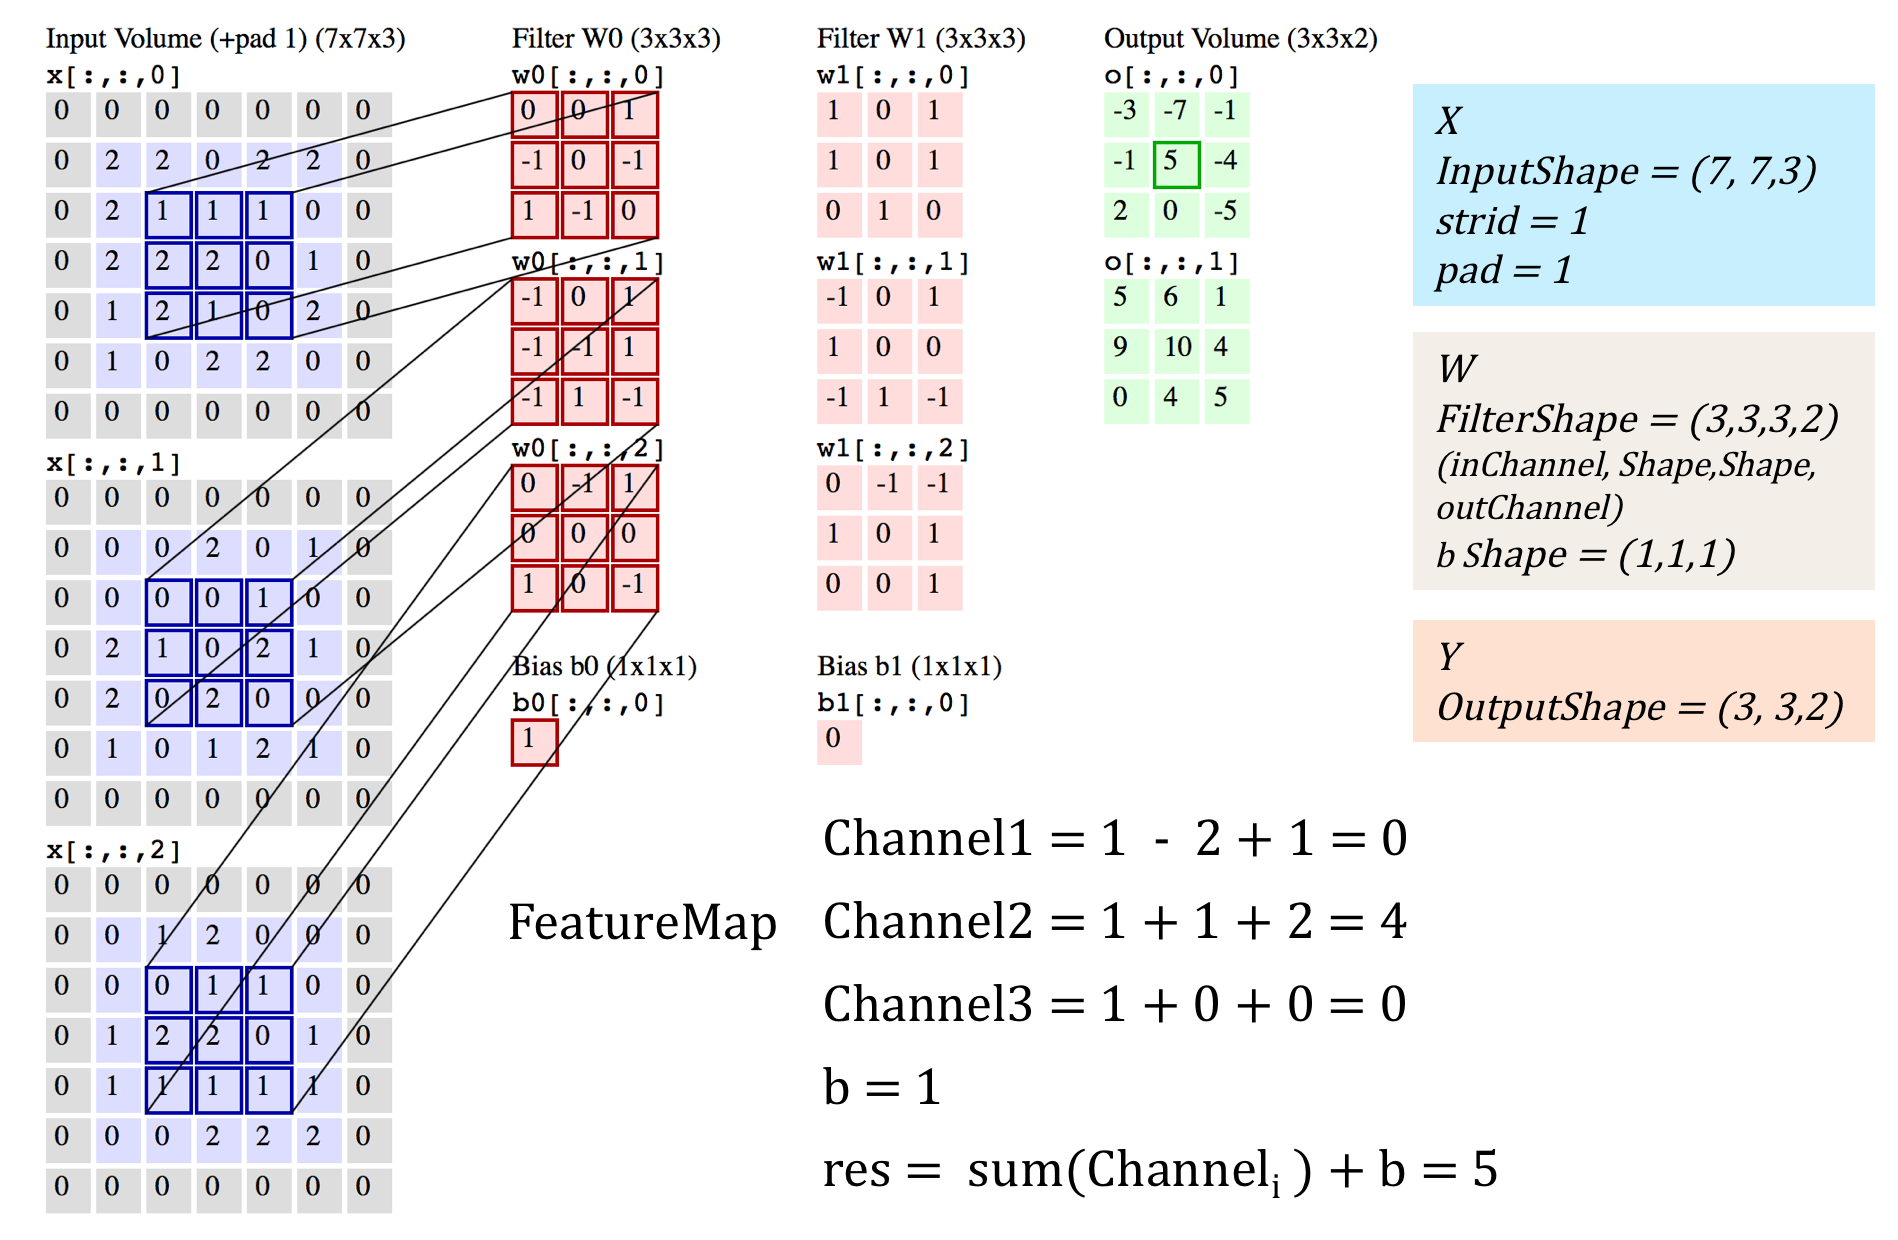 Input Volume (+pad 1) (7x7x3)
x[:,:,0]
0 0 0 0 0 0 0
0 2 2 0 2 2 0
0 2 1 1 1 0 0
0 2 2 2 0 1 0
0 1 2 1 0 2 0
0 1 0 2 2 0 0
0 0 0 0 0 0 0
x[:,:,1]
0 0 0 0 0 0 0
0 0 0 2 0 1 0
0 0 0 0 1 0 0
0 2 1 0 2 1 0
0 2 0 2 0 0 0
0 1 0 1 2 1 0
0 0 0 0 0 0 0
x[:,:,2]
0 0 0 0 0 0 0
0 0 1 2 0 0 0
0 0 0 1 1 0 0
0 1 2 2 0 1 0
0 1 1 1 1 1 0
0 0 0 2 2 2 0
0 0 0 0 0 0 0
Filter W0 (3x3x3)
w0[:,:,0]
0 0 1
-1 0 -1
1 -1 0
w0[:,:,1]
-1 0 1
-1 -1 1
-1 1 -1
w0[:,:,2]
0 -1 1
0 0 0
1 0 -1
Bias b0 (1x1x1)
b0[:,:,0]
1
Filter W1 (3x3x3)
w1[:,:,0]
1 0 1
1 0 1
0 1 0
w1[:,:,1]
-1 0 1
1 0 0
-1 1 -1
w1[:,:,2]
0 -1 -1
1 0 1
0 0 1
Bias b1 (1x1x1)
b1[:,:,0]
0
Output Volume (3x3x2)
o[:,:,0]
-3 -7 -1
-1 5 -4
2 0 -5
o[:,:,1]
5 6 1
9 10 4
0 4 5
X
InputShape = (7, 7,3)
strid = 1
pad = 1
W
FilterShape = (3,3,3,2)
(inChannel, Shape,Shape,
outChannel)
b Shape = (1,1,1)
Y
OutputShape = (3, 3,2)
FeatureMap
Channel1 = 1 - 2 + 1 = 0
Channel2 = 1 + 1 + 2 = 4
Channel3 = 1 + 0 + 0 = 0
b = 1
res = sum(Channelᵢ ) + b = 5